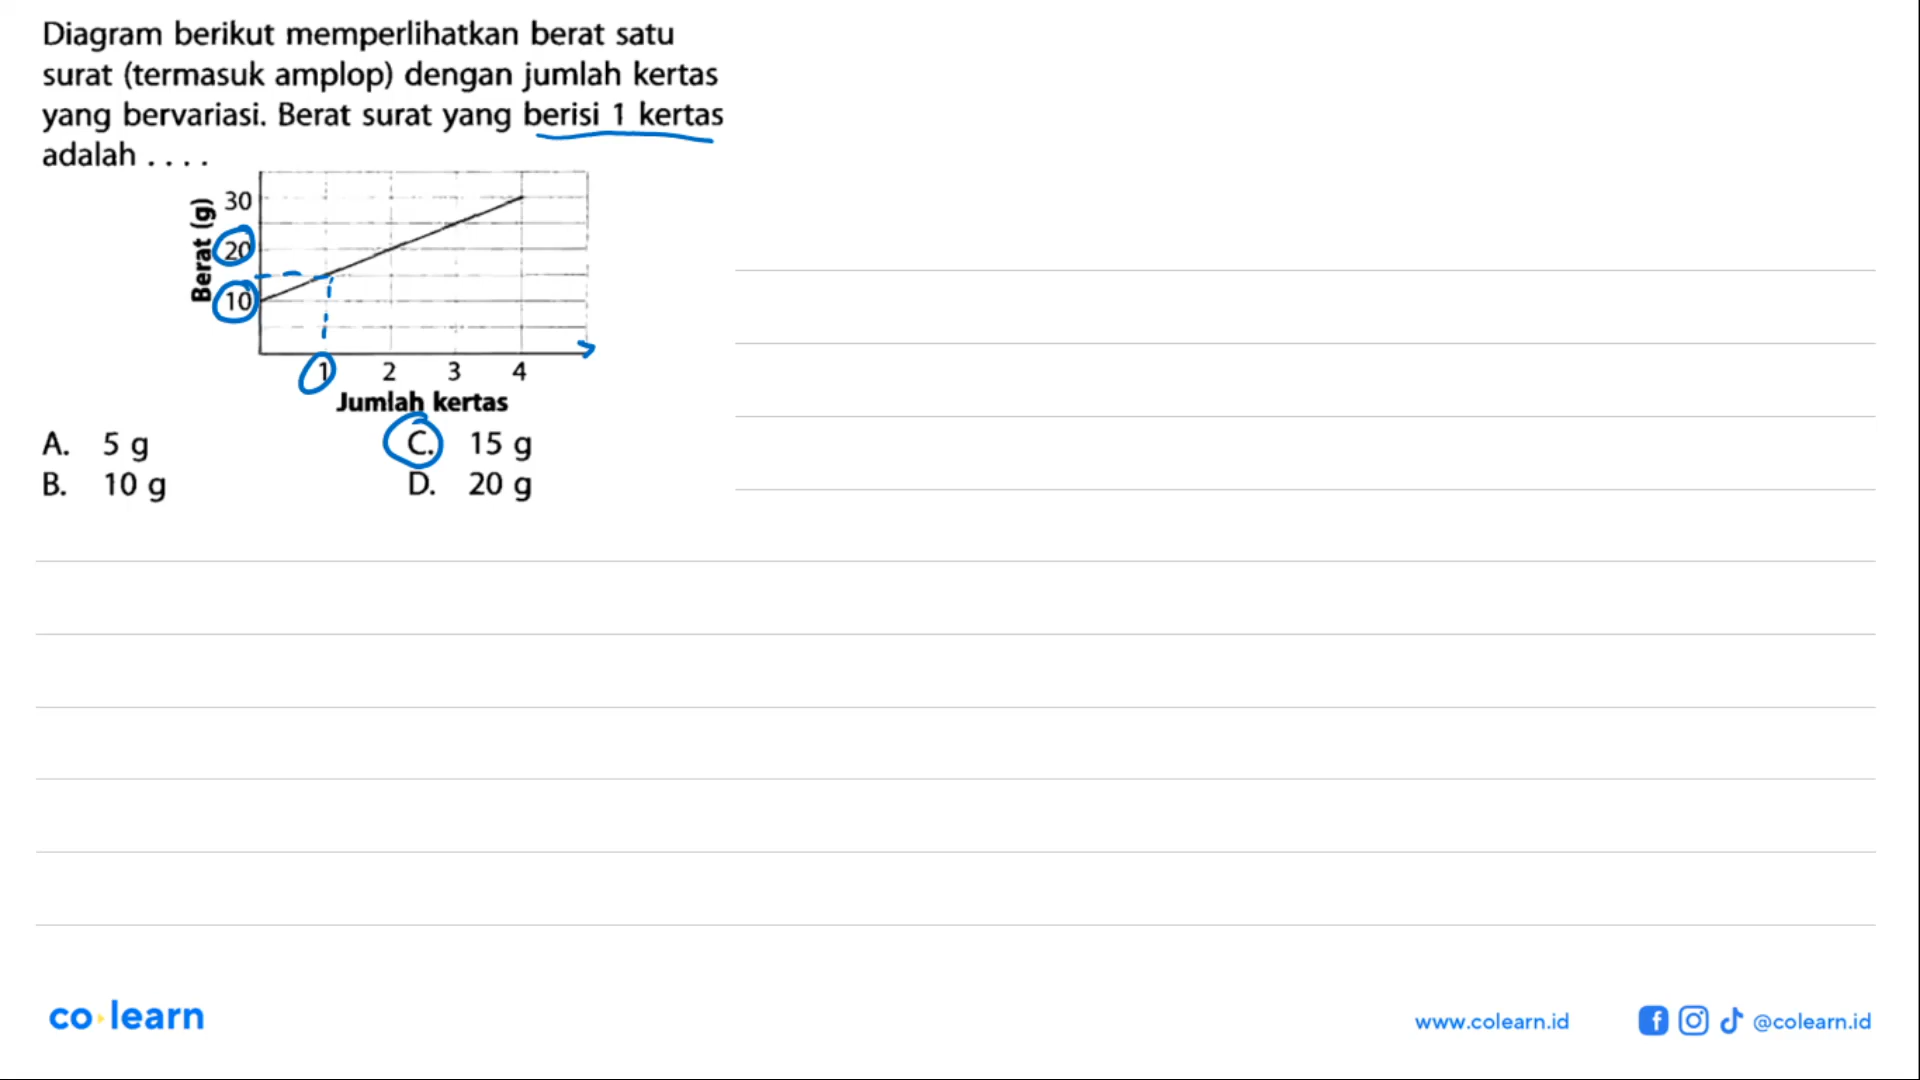 Diagram berikut memperlihatkan berat satu
surat (termasuk amplop) dengan jumlah kertas
yang bervariasi. Berat surat yang berisi 1 kertas
adalah . . . .
Berat (g)
30
20
10
1 2 3 4
Jumlah kertas
A. 5 g C. 15 g
B. 10 g D. 20 g
co learn
www.colearn.id @colearn.id